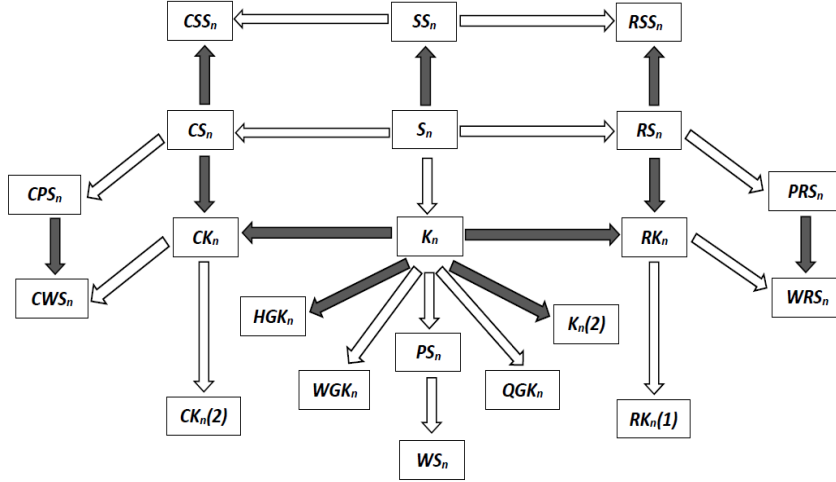 CSSₙ SSₙ RSSₙ
CSₙ Sₙ RSₙ
CPSₙ PRSₙ
CKₙ Kₙ RKₙ
CWSₙ WRSₙ
HGKₙ Kₙ(2)
PSₙ
WGKₙ QGKₙ
CKₙ(2) RKₙ(1)
WSₙ